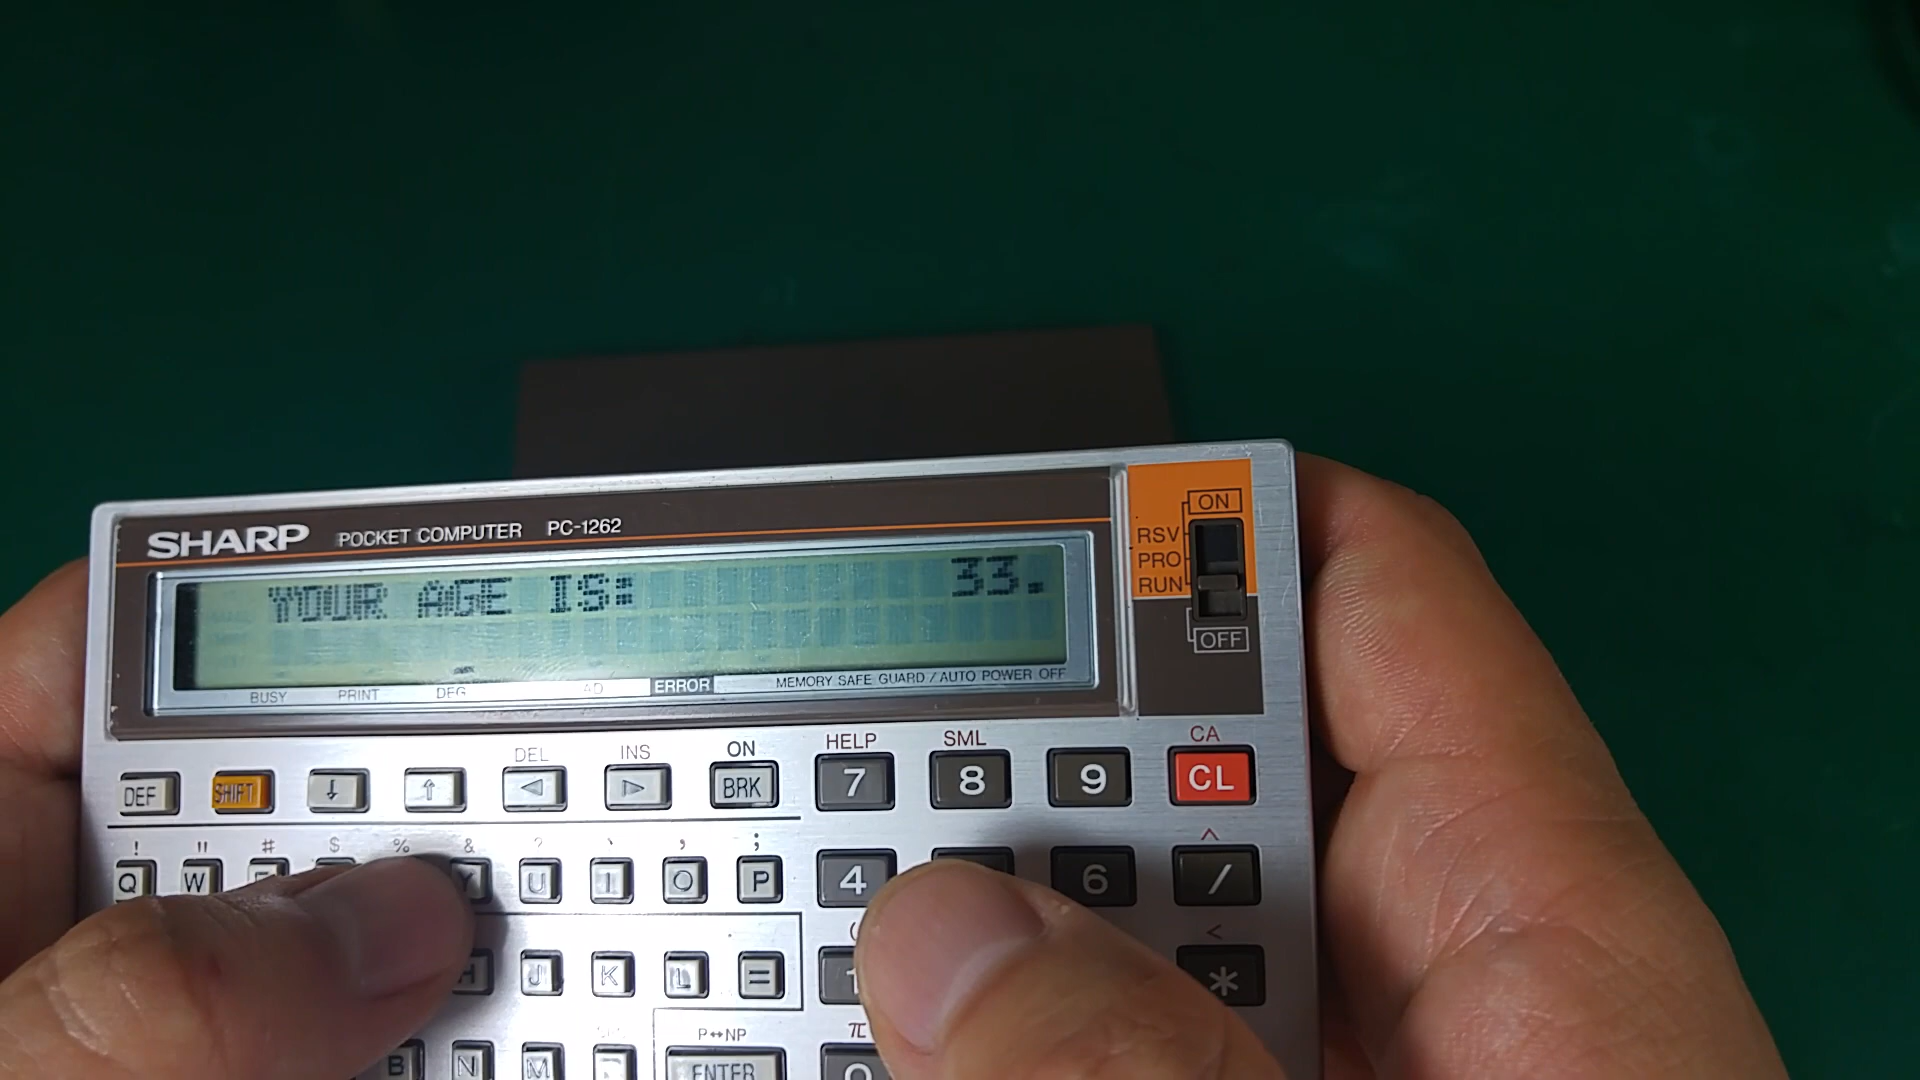 SHARP POCKET COMPUTER PC-1262
YOUR AGE IS: 33.
BUSY PRINT DEG ERROR MEMORY SAFE GUARD / AUTO POWER OFF
ON
RSV
PRO
RUN
OFF
DEL INS ON HELP SML CA
DEF SHIFT ↓ ↑ ◁ ▷ BRK 7 8 9 CL
! " # $ % & ? ; ^
Q W Y U I O P 4 6 /
<
H J K L = 1 *
P↔NP π
B N M ENTER 0